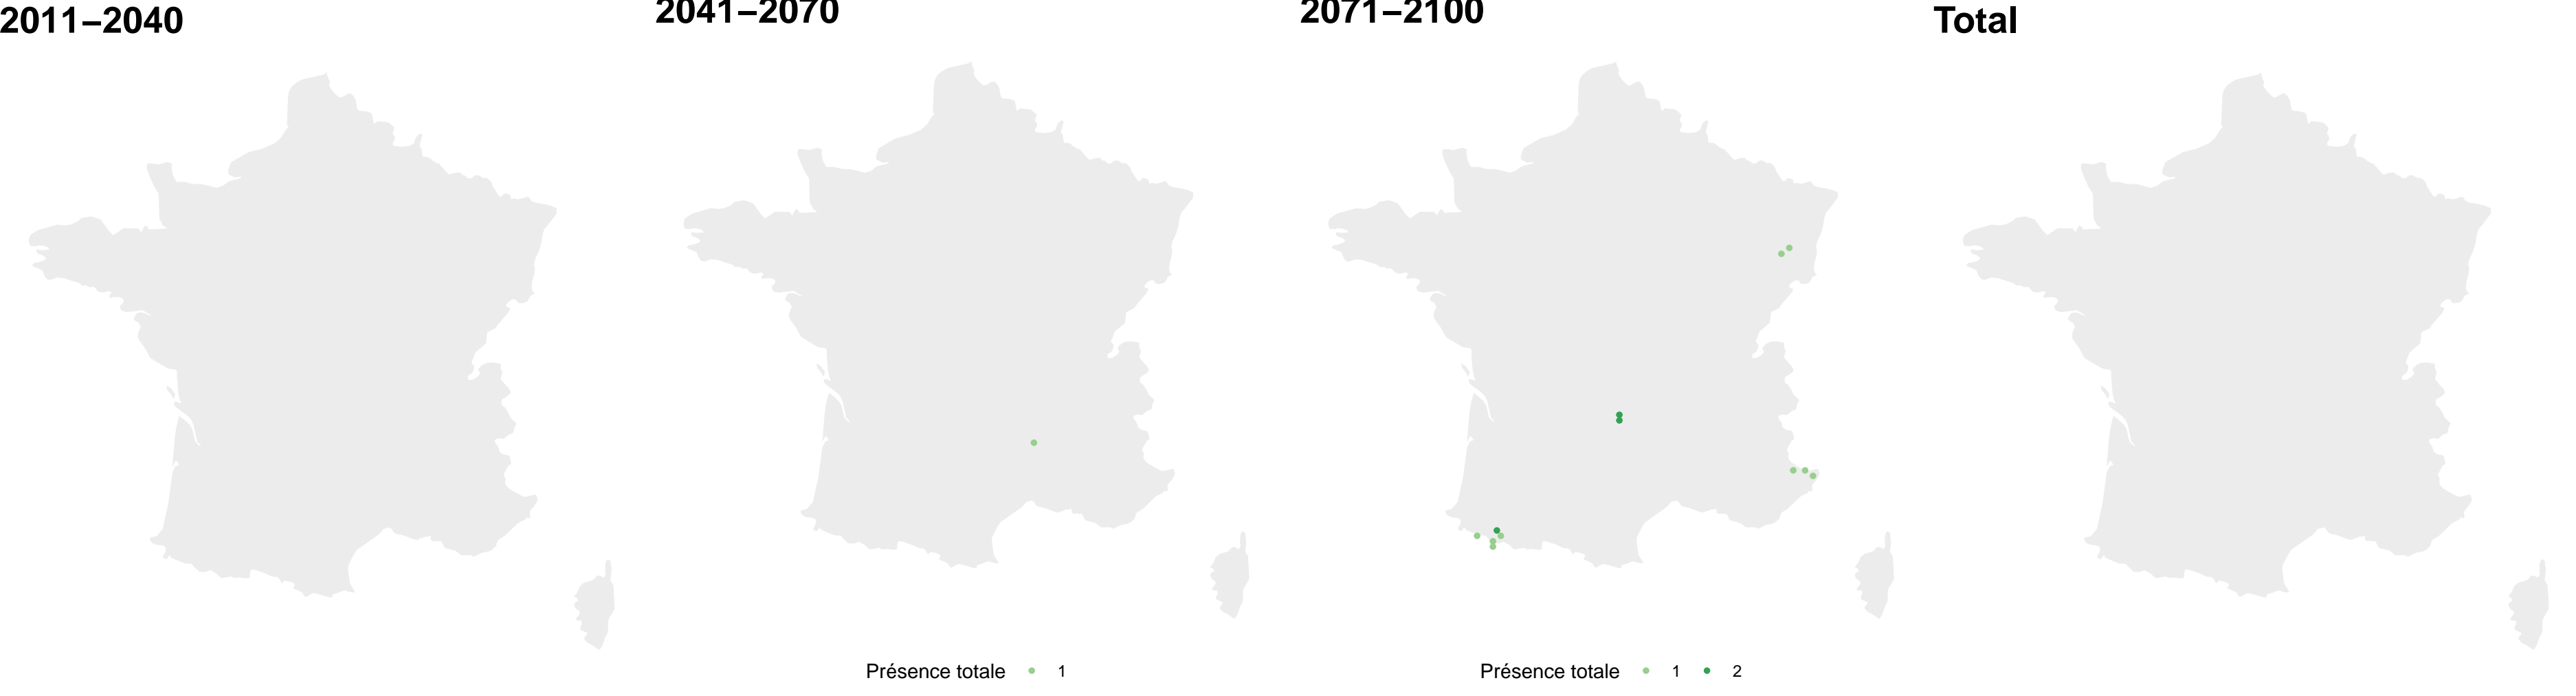 2011–2040
2041–2070
2071–2100
Total
Présence totale 1
Présence totale 1 2